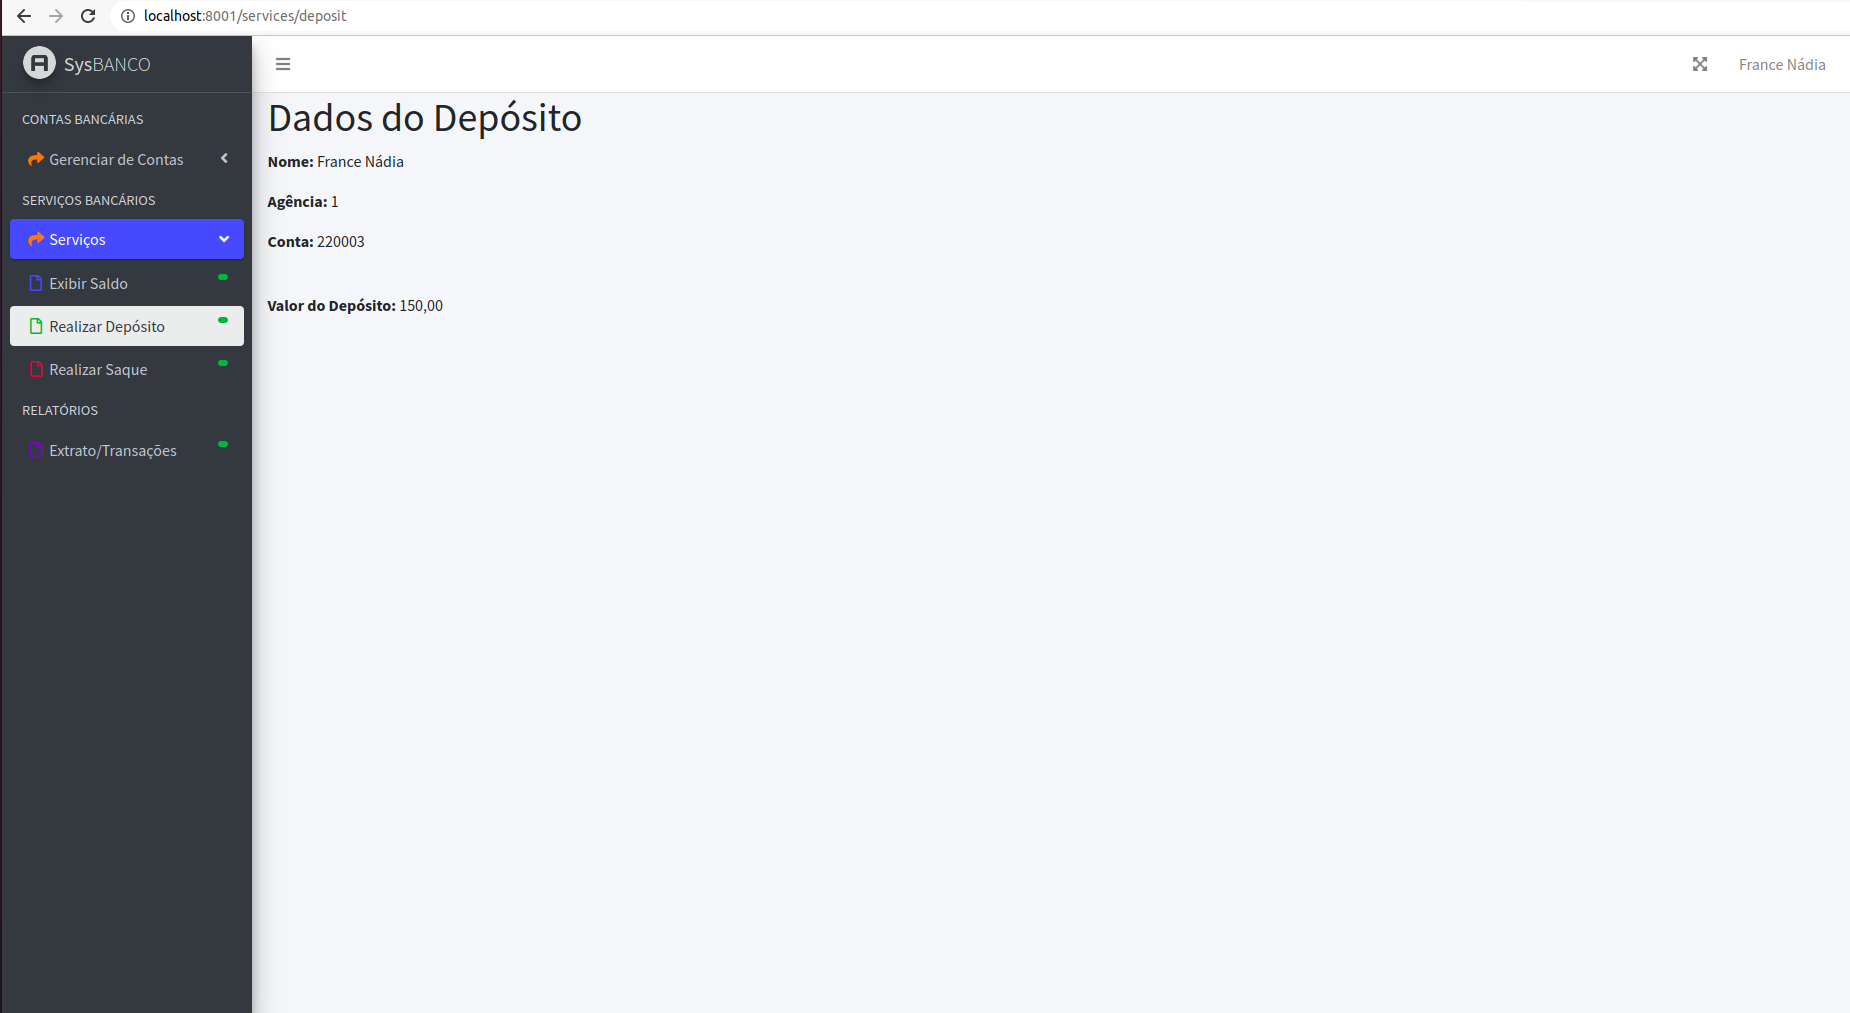 localhost:8001/services/deposit
SysBANCO
France Nádia
CONTAS BANCÁRIAS
Gerenciar de Contas
SERVIÇOS BANCÁRIOS
Serviços
Exibir Saldo
Realizar Depósito
Realizar Saque
RELATÓRIOS
Extrato/Transações
Dados do Depósito
Nome: France Nádia
Agência: 1
Conta: 220003
Valor do Depósito: 150,00